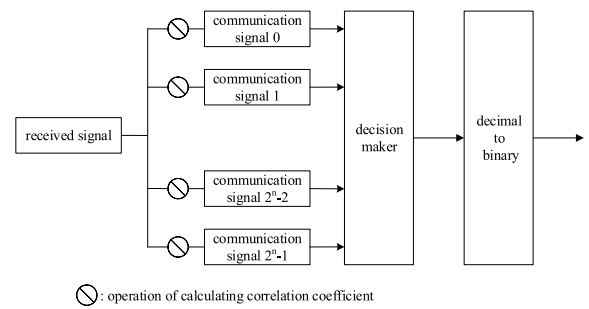 communication
signal 0
communication
signal 1
received signal
communication
signal 2ⁿ-2
communication
signal 2ⁿ-1
decision
maker
decimal
to
binary
: operation of calculating correlation coefficient